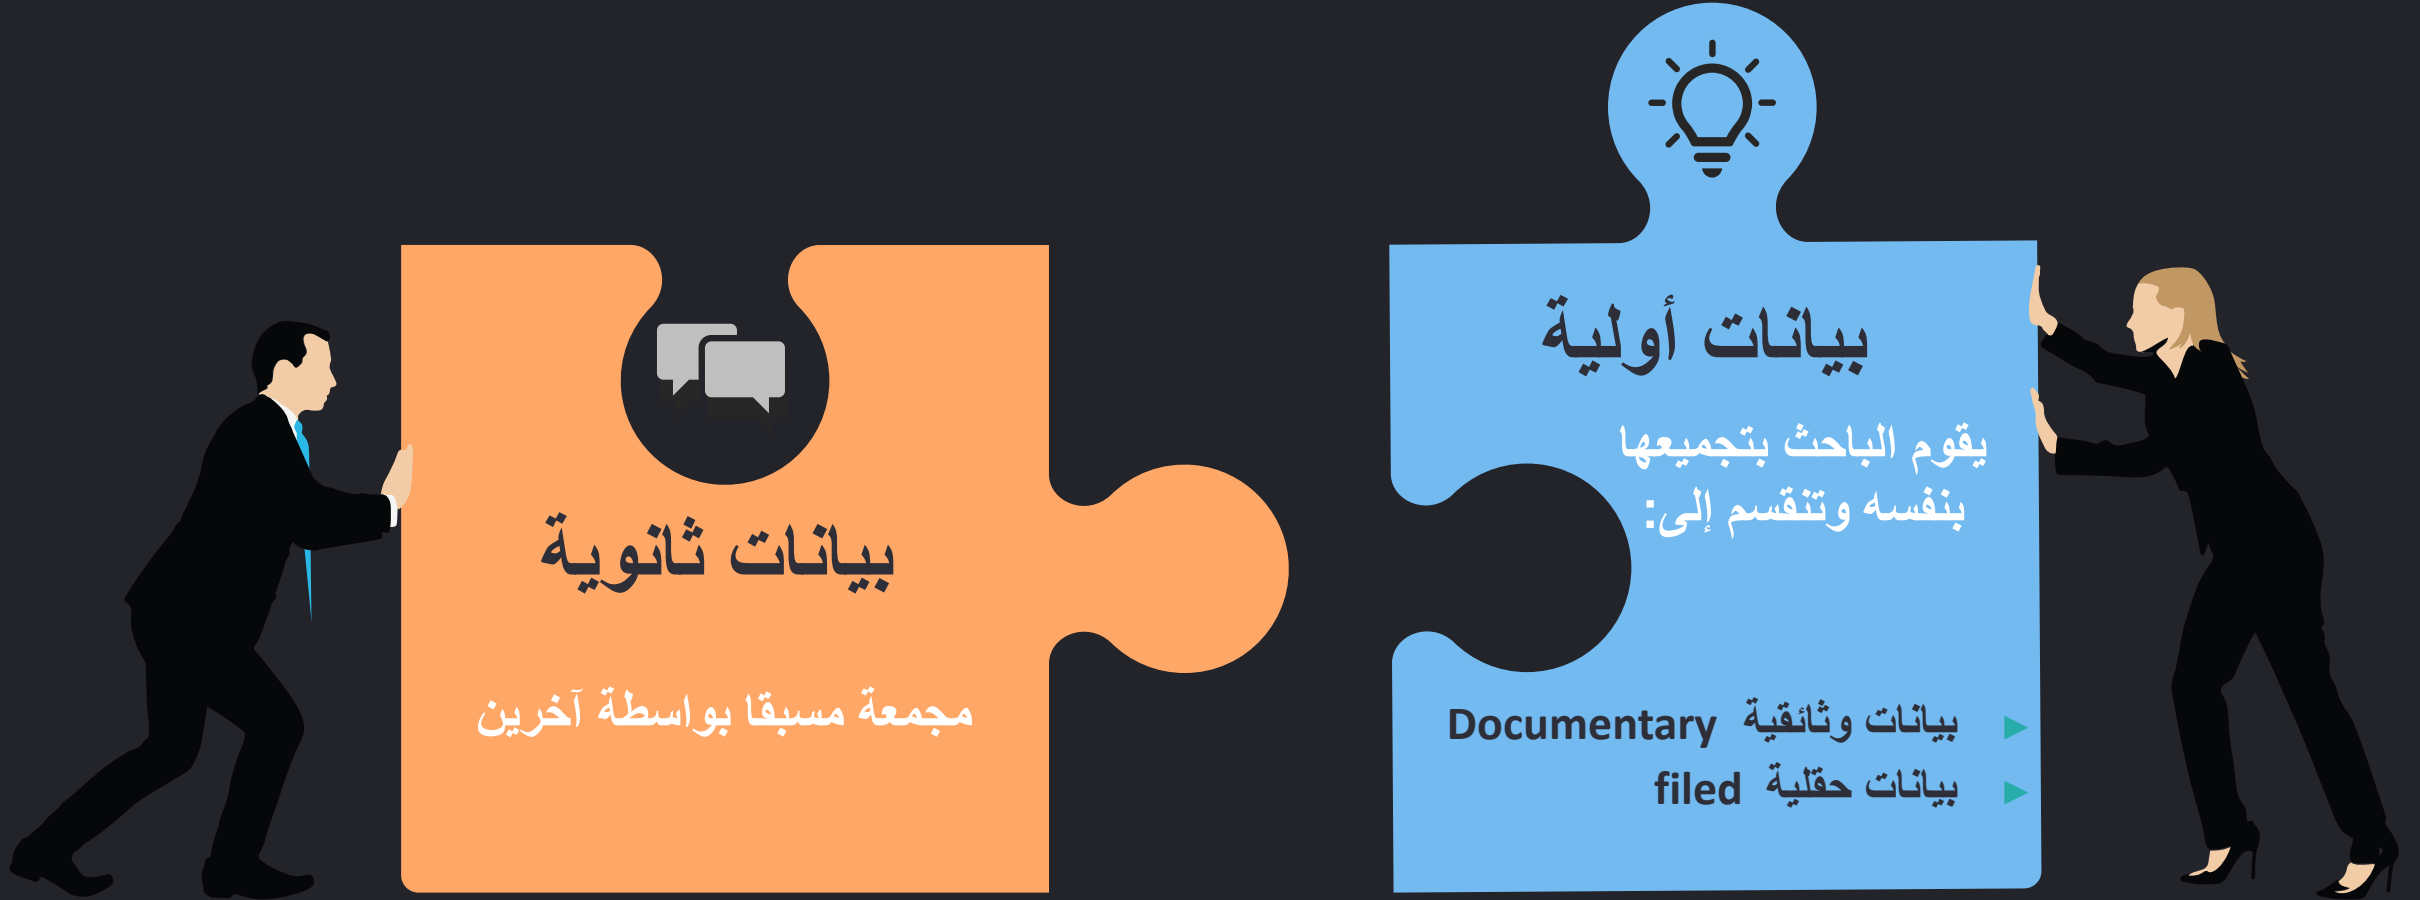 بيانات أولية
يقوم الباحث بتجميعها
بنفسه وتنقسم إلى:
بيانات وثائقية Documentary
بيانات حقلية filed
بيانات ثانوية
مجمعة مسبقا بواسطة آخرين